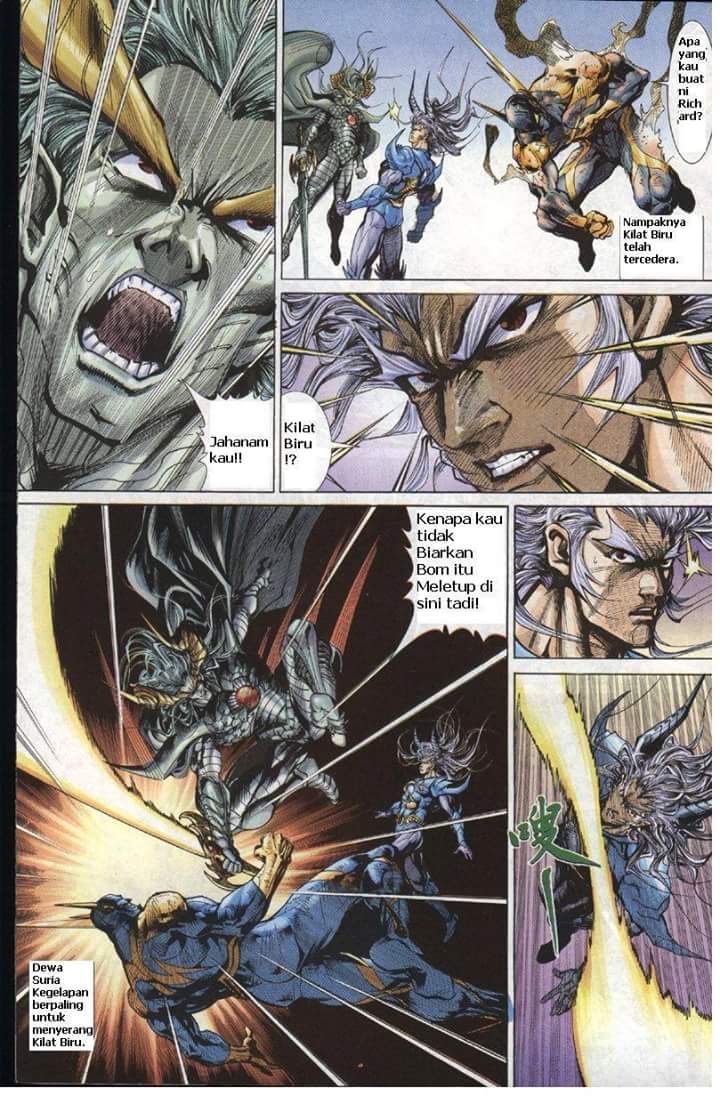 Apa
yang
kau
buat
ni
Rich
ard?
Nampaknya
Kilat Biru
telah
tercedera.
Jahanam
kau!!
Kilat
Biru
!?
Kenapa kau
tidak
Biarkan
Bom itu
Meletup di
sini tadi!
嗖
Dewa
Suria
Kegelapan
berpaling
untuk
menyerang
Kilat Biru.